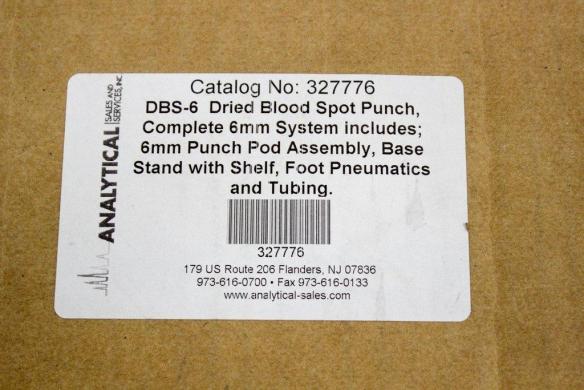 ANALYTICAL
SALES AND
SERVICES, INC.
Catalog No: 327776
DBS-6 Dried Blood Spot Punch,
Complete 6mm System includes;
6mm Punch Pod Assembly, Base
Stand with Shelf, Foot Pneumatics
and Tubing.
327776
179 US Route 206 Flanders, NJ 07836
973-616-0700 • Fax 973-616-0133
www.analytical-sales.com